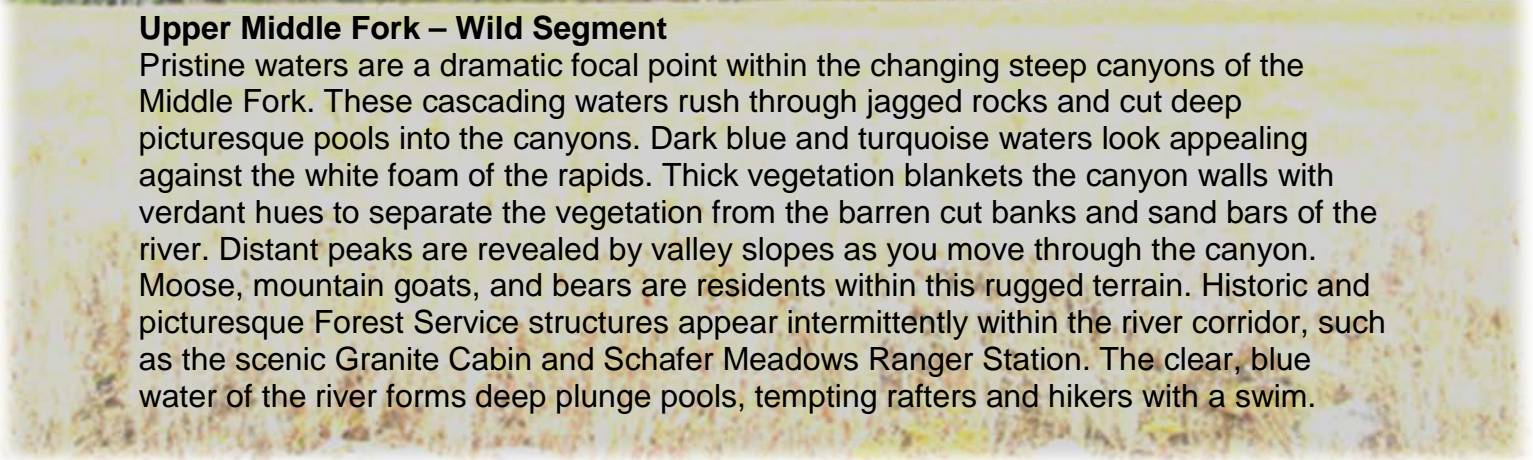 Upper Middle Fork – Wild Segment
Pristine waters are a dramatic focal point within the changing steep canyons of the
Middle Fork. These cascading waters rush through jagged rocks and cut deep
picturesque pools into the canyons. Dark blue and turquoise waters look appealing
against the white foam of the rapids. Thick vegetation blankets the canyon walls with
verdant hues to separate the vegetation from the barren cut banks and sand bars of the
river. Distant peaks are revealed by valley slopes as you move through the canyon.
Moose, mountain goats, and bears are residents within this rugged terrain. Historic and
picturesque Forest Service structures appear intermittently within the river corridor, such
as the scenic Granite Cabin and Schafer Meadows Ranger Station. The clear, blue
water of the river forms deep plunge pools, tempting rafters and hikers with a swim.